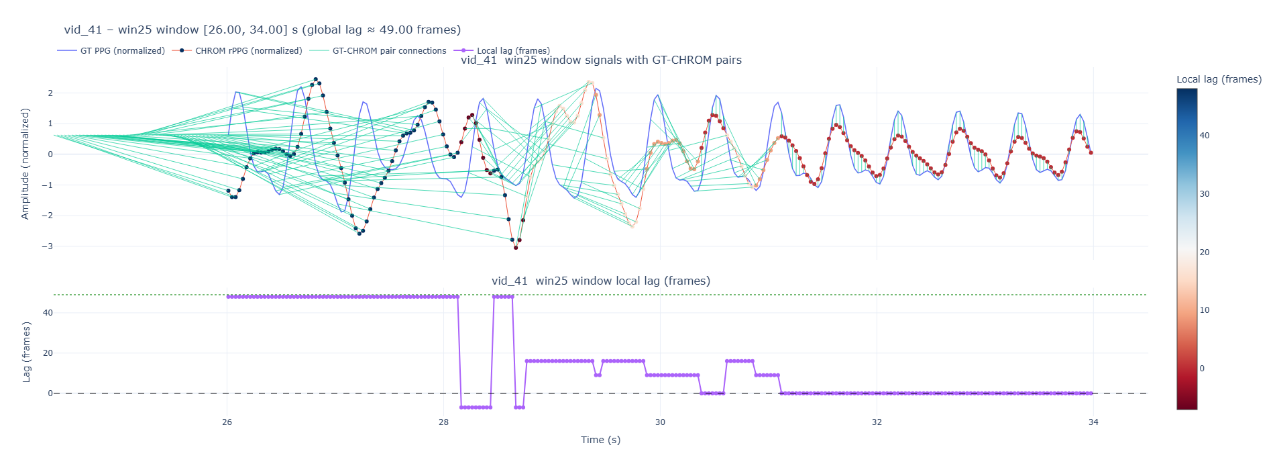 vid_41 – win25 window [26.00, 34.00] s (global lag ≈ 49.00 frames)
GT PPG (normalized) CHROM rPPG (normalized) GT-CHROM pair connections Local lag (frames)
vid_41 win25 window signals with GT-CHROM pairs
Local lag (frames)
Amplitude (normalized)
2
1
0
−1
−2
−3
40
30
20
10
0
vid_41 win25 window local lag (frames)
Lag (frames)
40
20
0
26
28
30
32
34
Time (s)